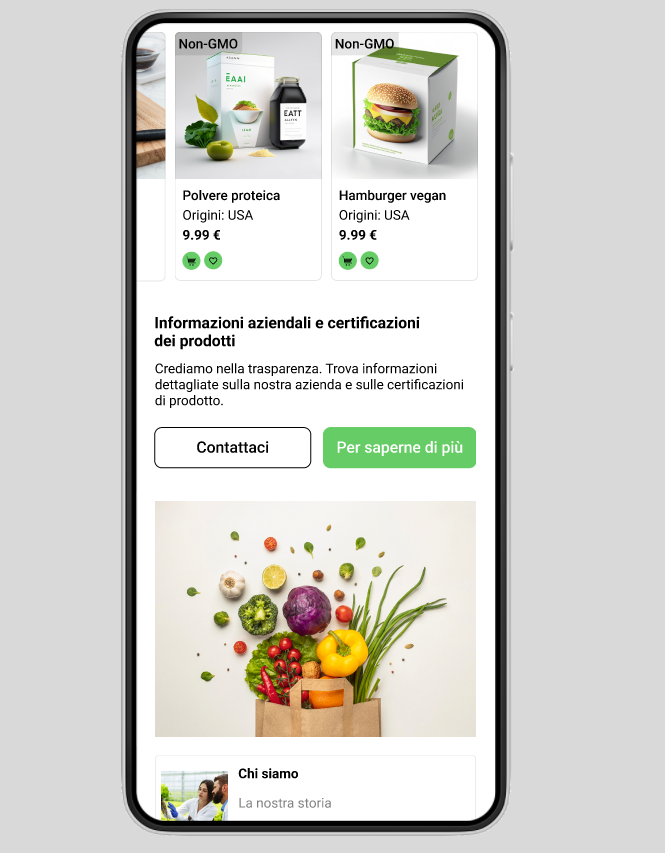 Non-GMO
EAAI
EATT
Polvere proteica
Origini: USA
9.99 €
Non-GMO
Hamburger vegan
Origini: USA
9.99 €
Informazioni aziendali e certificazioni
dei prodotti
Crediamo nella trasparenza. Trova informazioni
dettagliate sulla nostra azienda e sulle certificazioni
di prodotto.
Contattaci
Per saperne di più
Chi siamo
La nostra storia